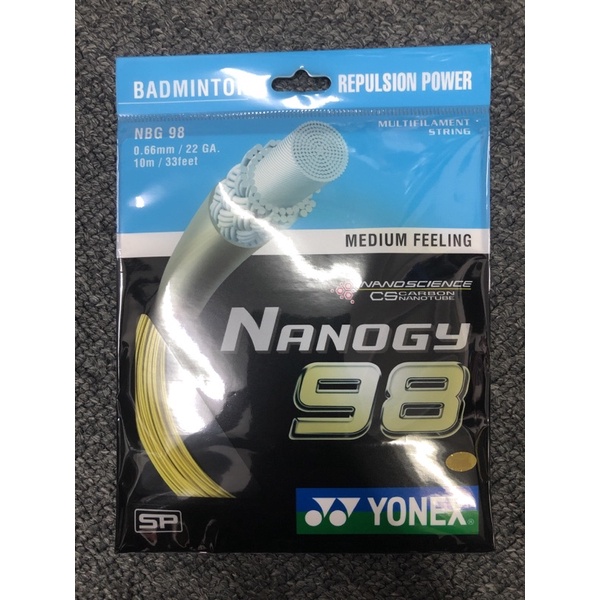 BADMINTON
REPULSION POWER
NBG 98
0.66mm / 22 GA.
10m / 33feet
MULTIFILAMENT
STRING
MEDIUM FEELING
NANOSCIENCE
CS CARBON
NANOTUBE
NANOGY
98
SP
YONEX